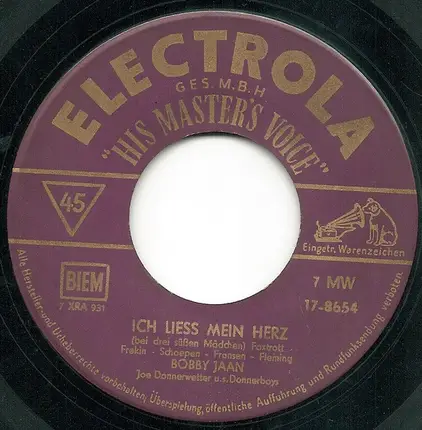 ELECTROLA
GES.M.B.H
"HIS MASTER'S VOICE"
45
Eingetr. Warenzeichen
BIEM
7 XRA 931
7 MW
17-8654
ICH LIESS MEIN HERZ
(bei drei süßen Mädchen) Foxtrott
Frekin - Schoepen - Fransen - Fleming
BOBBY JAAN
Joe Donnerwetter u.s. Donnerboys
Alle Hersteller-und Urheberrechte vorbehalten, Überspielung, öffentliche Aufführung und Rundfunksendung verboten.